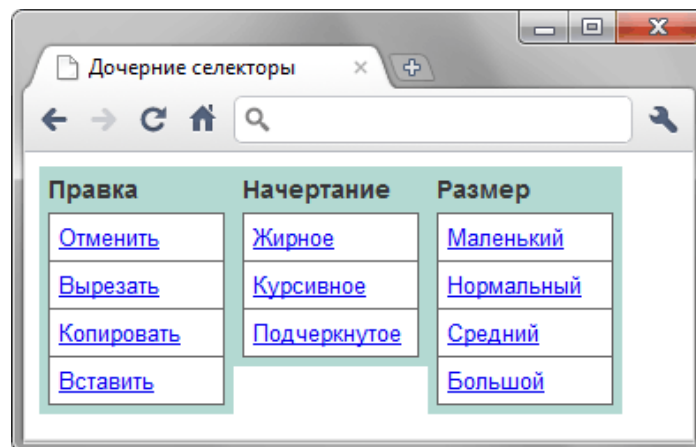 Дочерние селекторы
Правка
Отменить
Вырезать
Копировать
Вставить
Начертание
Жирное
Курсивное
Подчеркнутое
Размер
Маленький
Нормальный
Средний
Большой